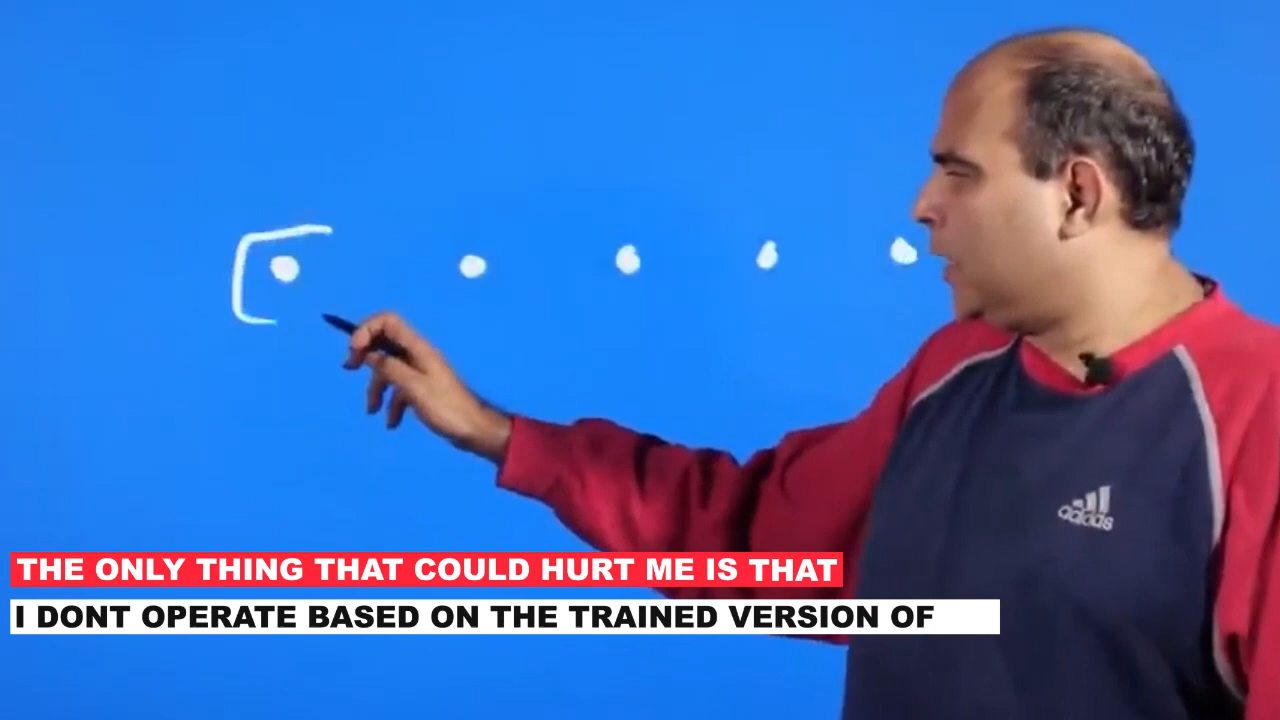 adidas
THE ONLY THING THAT COULD HURT ME IS THAT
I DONT OPERATE BASED ON THE TRAINED VERSION OF